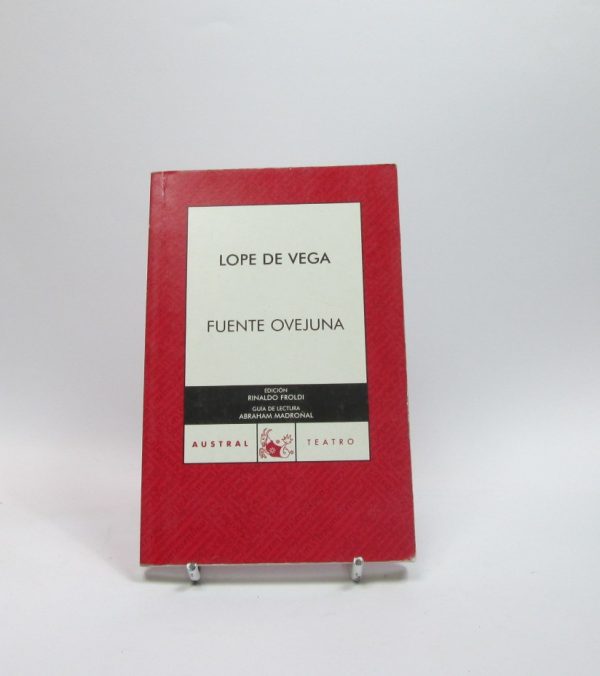 LOPE DE VEGA
FUENTE OVEJUNA
EDICIÓN
RINALDO FROLDI
GUÍA DE LECTURA
ABRAHAM MADROÑAL
AUSTRAL TEATRO